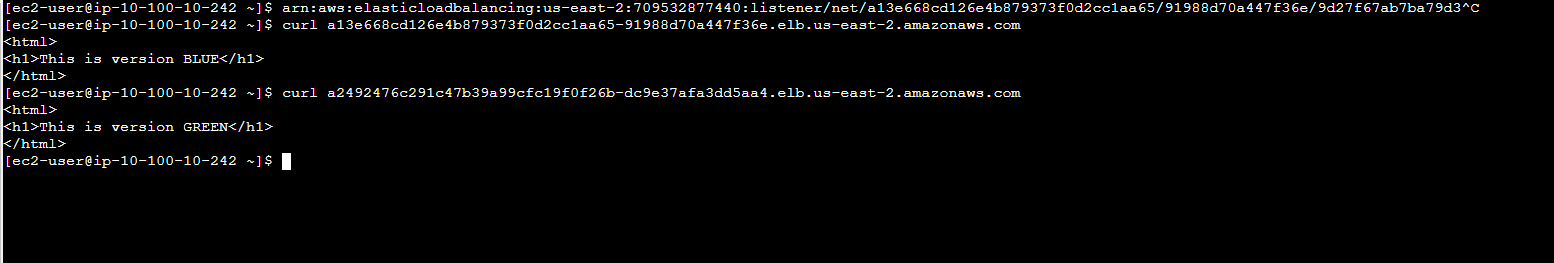 [ec2-user@ip-10-100-10-242 ~]$ arn:aws:elasticloadbalancing:us-east-2:709532877440:listener/net/a13e668cd126e4b879373f0d2cc1aa65/91988d70a447f36e/9d27f67ab7ba79d3^C
[ec2-user@ip-10-100-10-242 ~]$ curl a13e668cd126e4b879373f0d2cc1aa65-91988d70a447f36e.elb.us-east-2.amazonaws.com
<html>
<h1>This is version BLUE</h1>
</html>
[ec2-user@ip-10-100-10-242 ~]$ curl a2492476c291c47b39a99cfc19f0f26b-dc9e37afa3dd5aa4.elb.us-east-2.amazonaws.com
<html>
<h1>This is version GREEN</h1>
</html>
[ec2-user@ip-10-100-10-242 ~]$